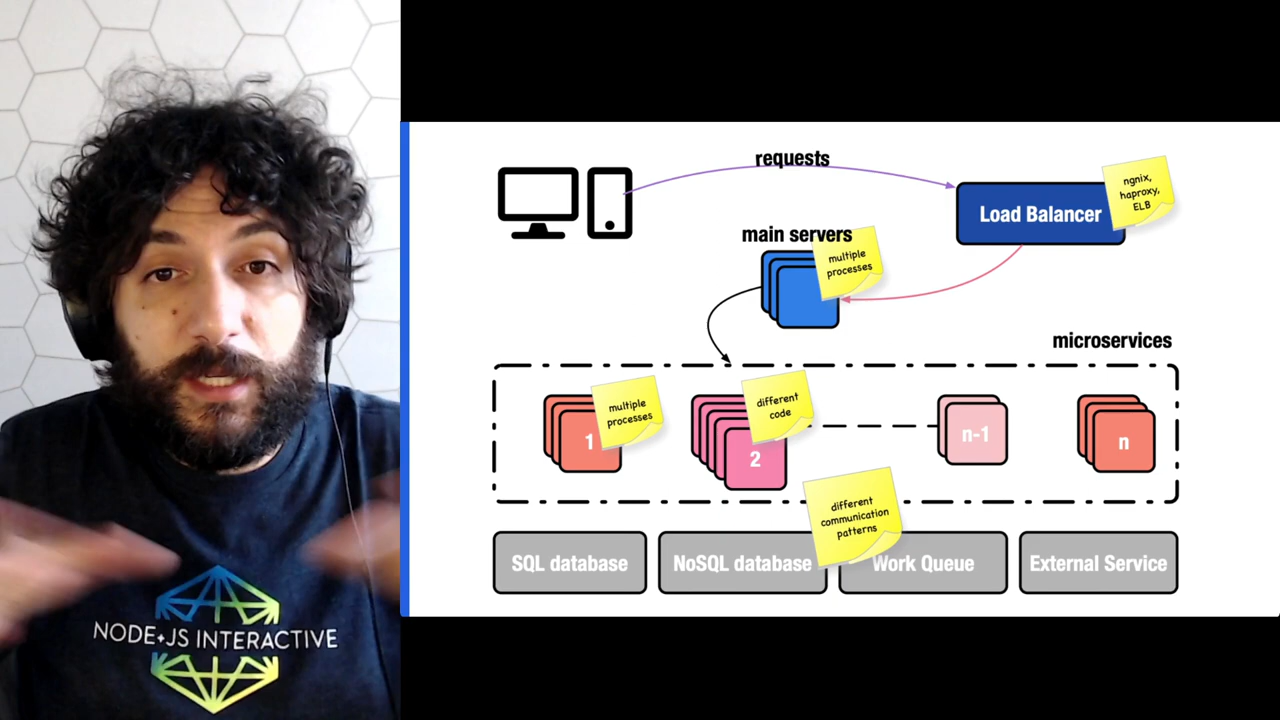 NODE+JS INTERACTIVE
requests
Load Balancer
ngnix,
haproxy,
ELB
main servers
multiple
processes
microservices
1
multiple
processes
2
different
code
n-1
n
different
communication
patterns
SQL database
NoSQL database
Work Queue
External Service